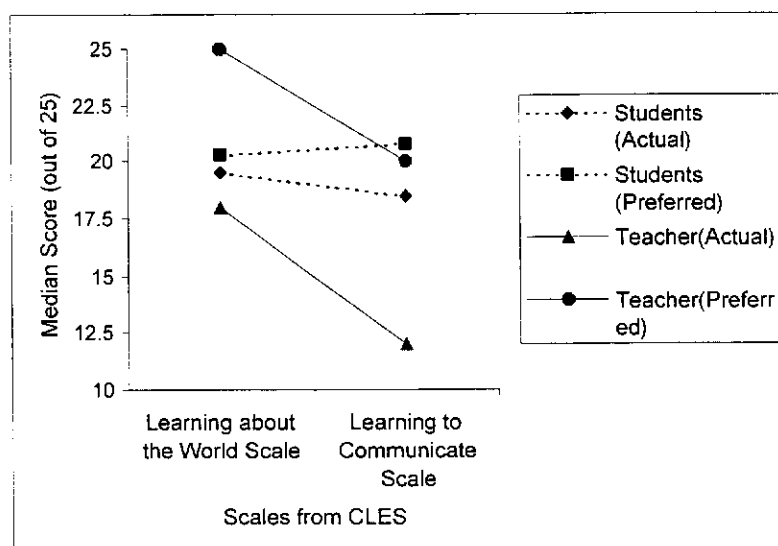 25
22.5
20
17.5
15
12.5
10
Median Score (out of 25)
Learning about
the World Scale
Learning to
Communicate
Scale
Scales from CLES
Students
(Actual)
Students
(Preferred)
Teacher(Actual)
Teacher(Preferr
ed)